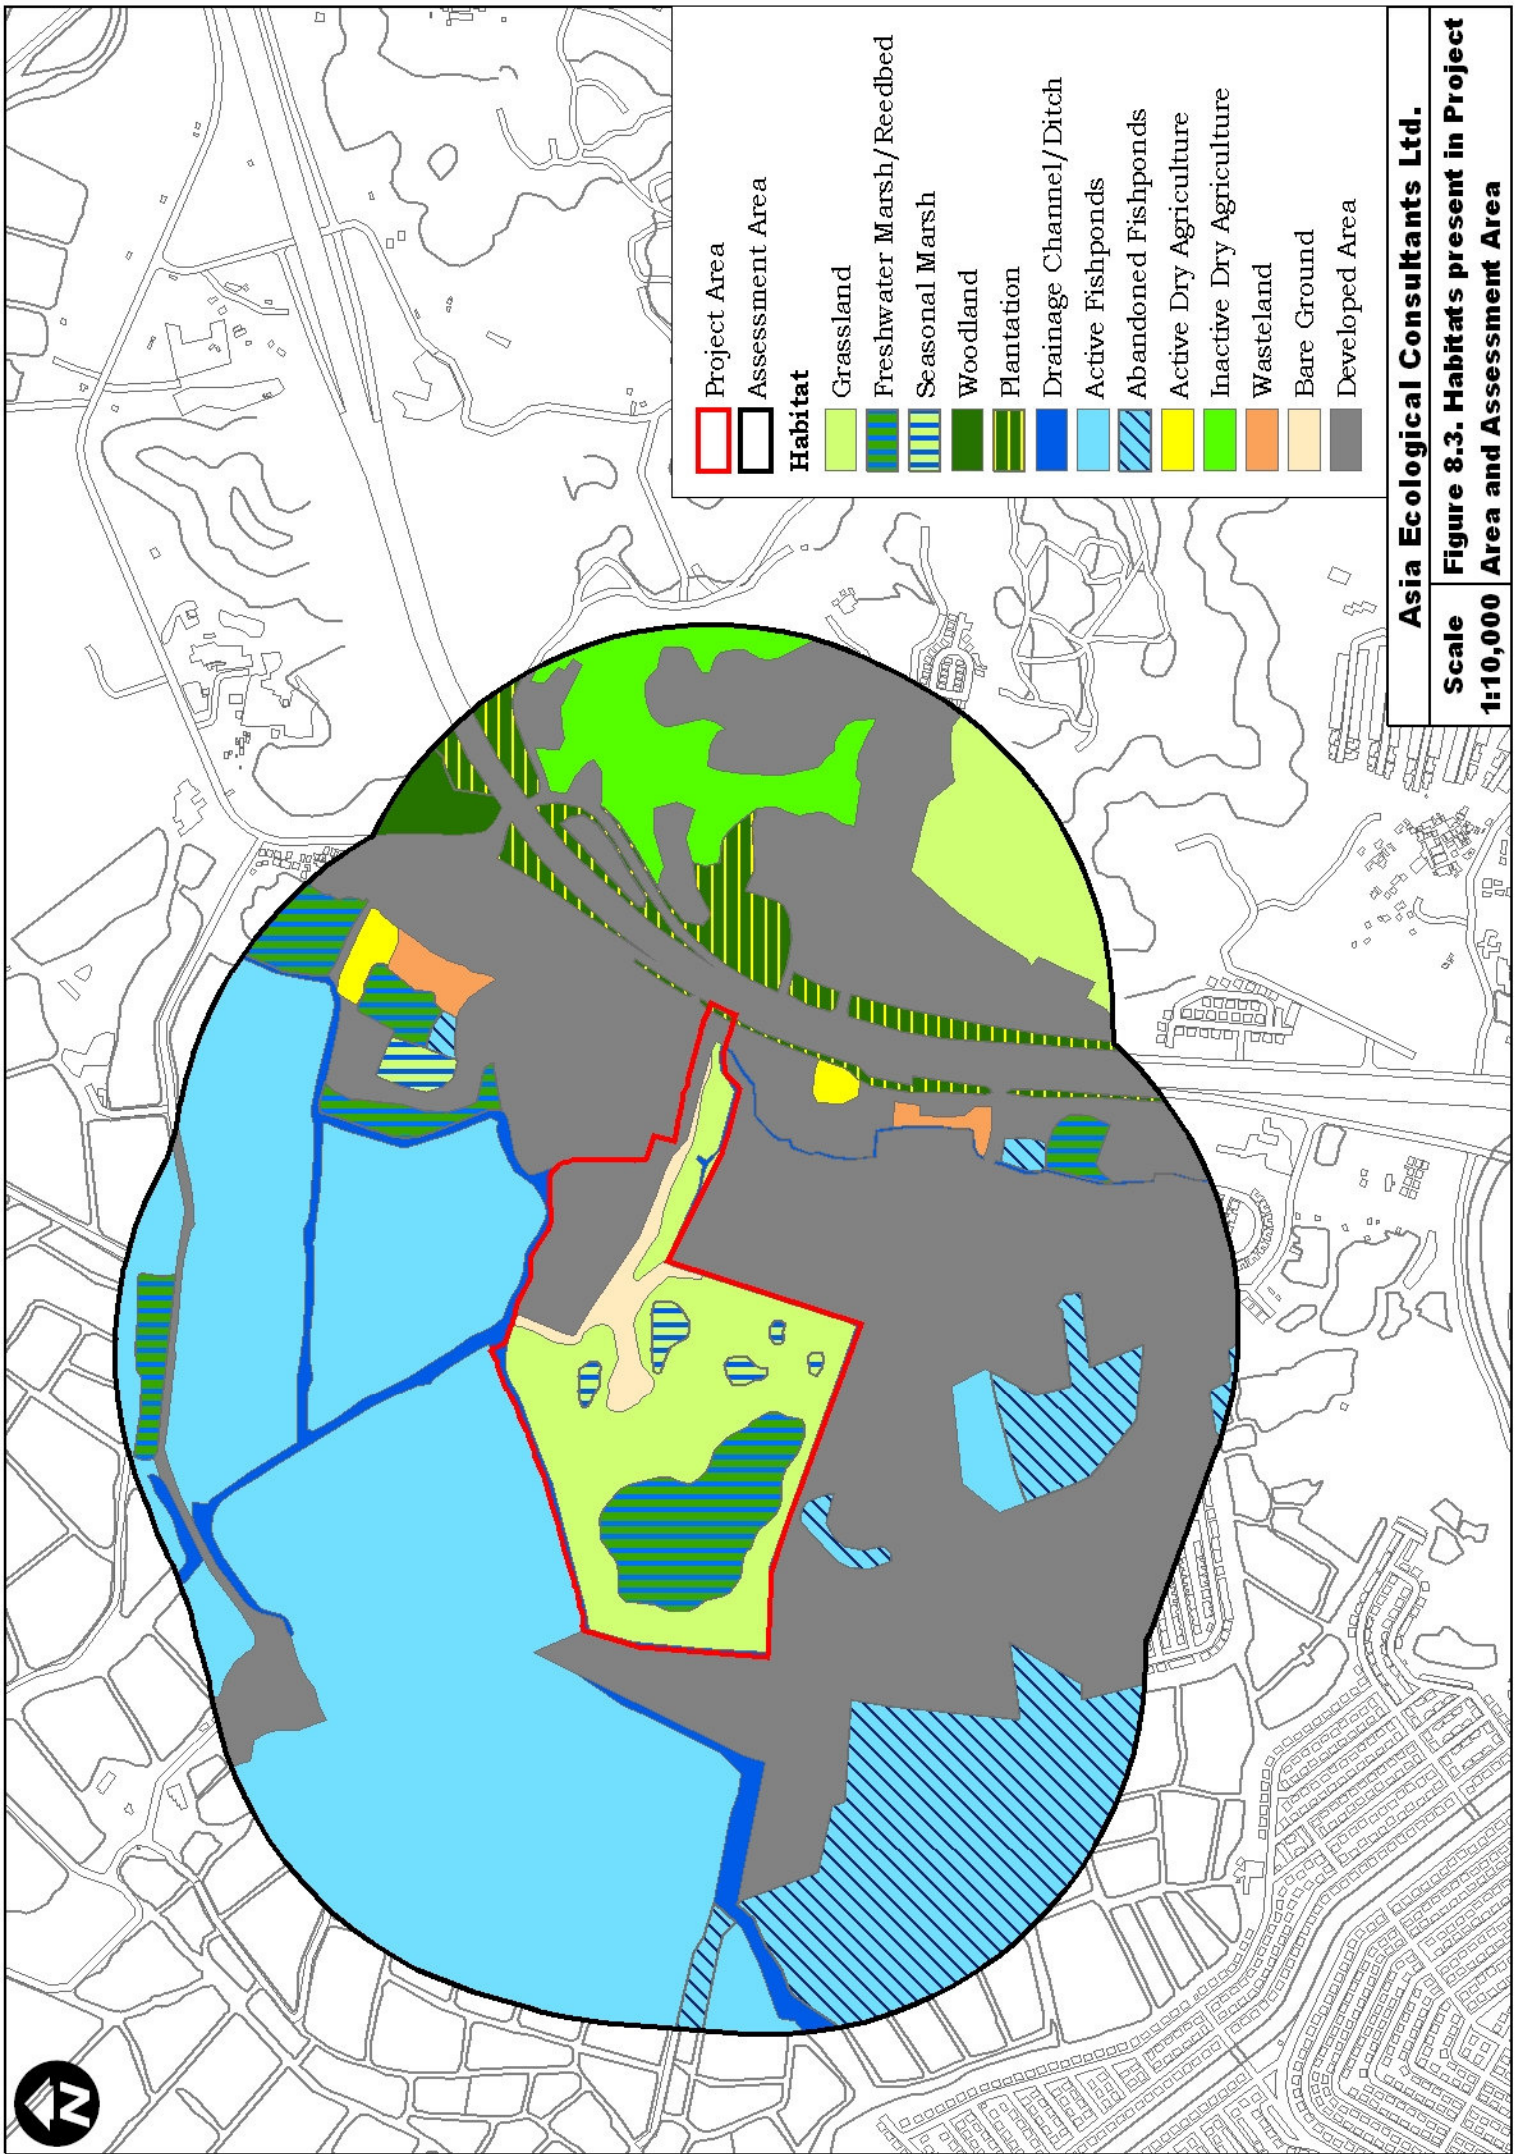 N
Project Area
Assessment Area
Habitat
Grassland
Freshwater Marsh/Reedbed
Seasonal Marsh
Woodland
Plantation
Drainage Channel/Ditch
Active Fishponds
Abandoned Fishponds
Active Dry Agriculture
Inactive Dry Agriculture
Wasteland
Bare Ground
Developed Area
Asia Ecological Consultants Ltd.
Scale
1:10,000
Figure 8.3. Habitats present in Project
Area and Assessment Area